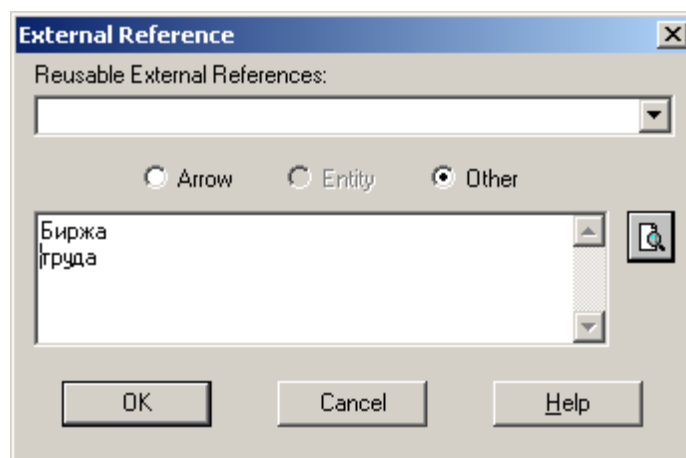 External Reference
Reusable External References:
Arrow Entity Other
Биржа
труда
OK Cancel Help